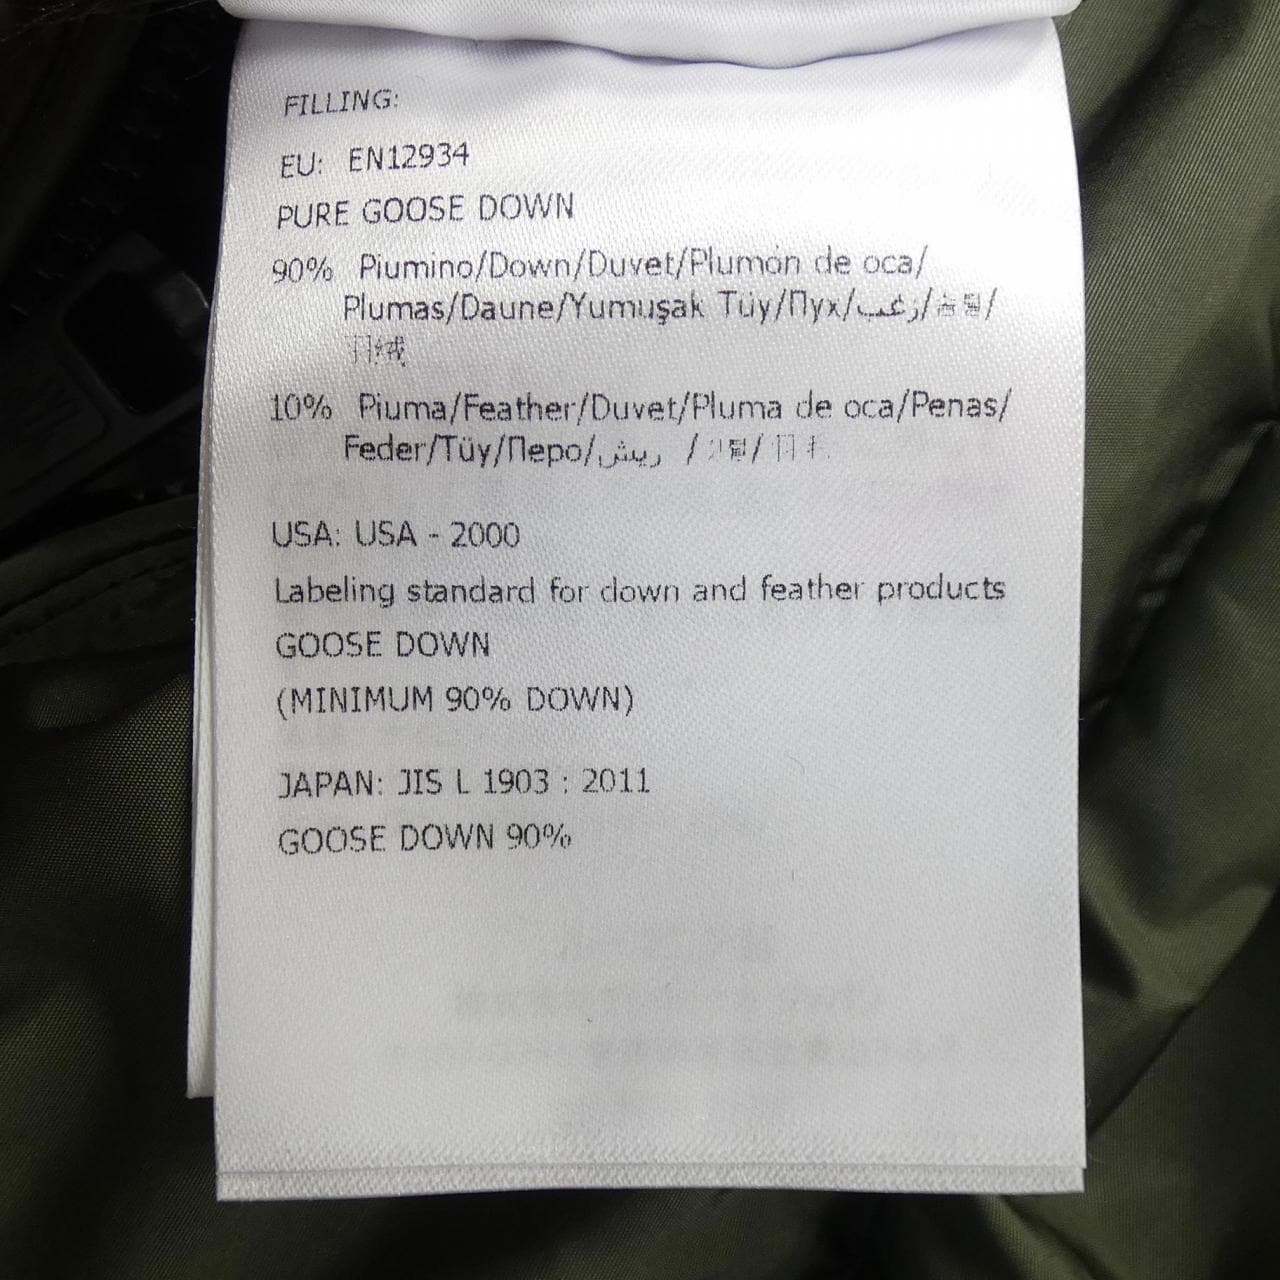 FILLING:
EU: EN12934
PURE GOOSE DOWN
90% Piumino/Down/Duvet/Plumón de oca/
Plumas/Daune/Yumuşak Tüy/Пух/زغب/솜털/
羽绒
10% Piuma/Feather/Duvet/Pluma de oca/Penas/
Feder/Tüy/Перо/ريش / /羽毛
USA: USA - 2000
Labeling standard for down and feather products
GOOSE DOWN
(MINIMUM 90% DOWN)
JAPAN: JIS L 1903 : 2011
GOOSE DOWN 90%